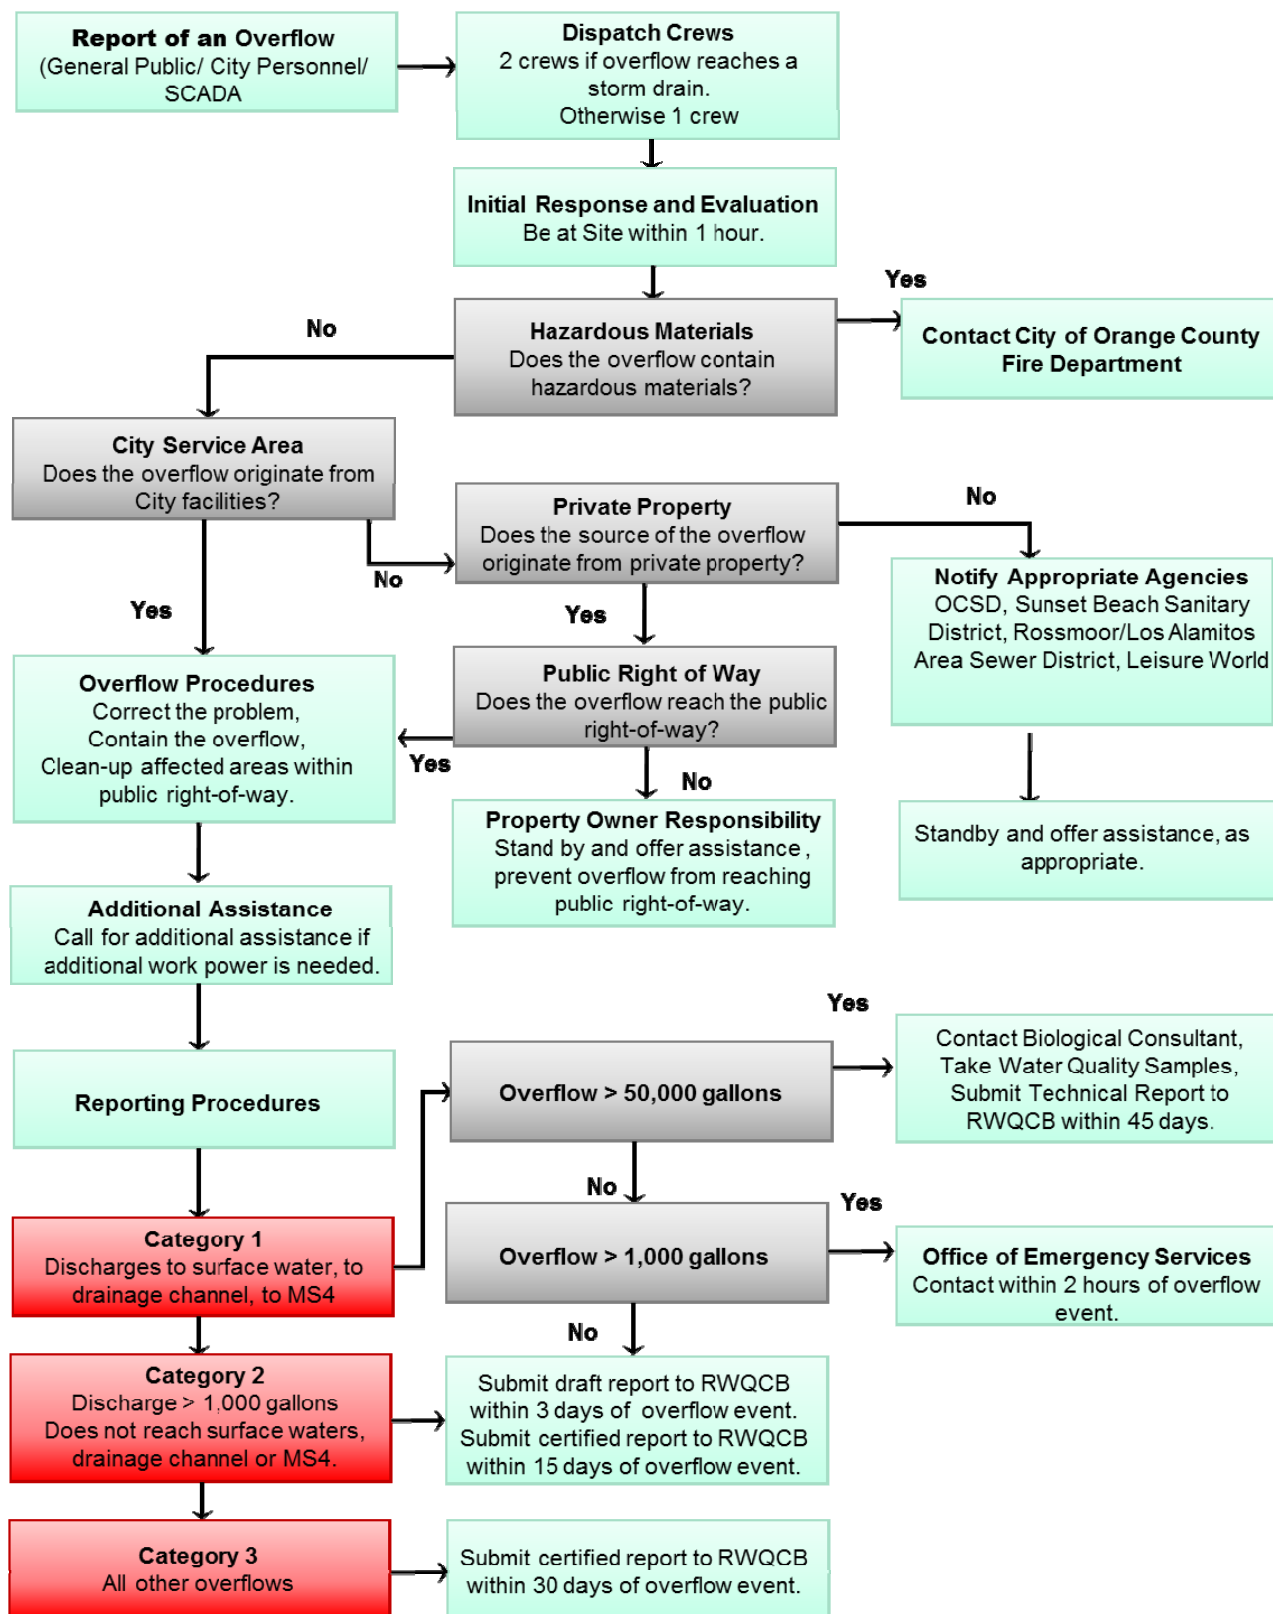 Report of an Overflow
(General Public/ City Personnel/
SCADA
Dispatch Crews
2 crews if overflow reaches a
storm drain.
Otherwise 1 crew
Initial Response and Evaluation
Be at Site within 1 hour.
Yes
No
Hazardous Materials
Does the overflow contain
hazardous materials?
Contact City of Orange County
Fire Department
City Service Area
Does the overflow originate from
City facilities?
Private Property
Does the source of the overflow
originate from private property?
No
No
Yes
Yes
Notify Appropriate Agencies
OCSD, Sunset Beach Sanitary
District, Rossmoor/Los Alamitos
Area Sewer District, Leisure World
Overflow Procedures
Correct the problem,
Contain the overflow,
Clean-up affected areas within
public right-of-way.
Public Right of Way
Does the overflow reach the public
right-of-way?
Yes
No
Property Owner Responsibility
Stand by and offer assistance ,
prevent overflow from reaching
public right-of-way.
Standby and offer assistance, as
appropriate.
Additional Assistance
Call for additional assistance if
additional work power is needed.
Yes
Reporting Procedures
Overflow > 50,000 gallons
Contact Biological Consultant,
Take Water Quality Samples,
Submit Technical Report to
RWQCB within 45 days.
No
Yes
Category 1
Discharges to surface water, to
drainage channel, to MS4
Overflow > 1,000 gallons
Office of Emergency Services
Contact within 2 hours of overflow
event.
No
Category 2
Discharge > 1,000 gallons
Does not reach surface waters,
drainage channel or MS4.
Submit draft report to RWQCB
within 3 days of overflow event.
Submit certified report to RWQCB
within 15 days of overflow event.
Category 3
All other overflows
Submit certified report to RWQCB
within 30 days of overflow event.